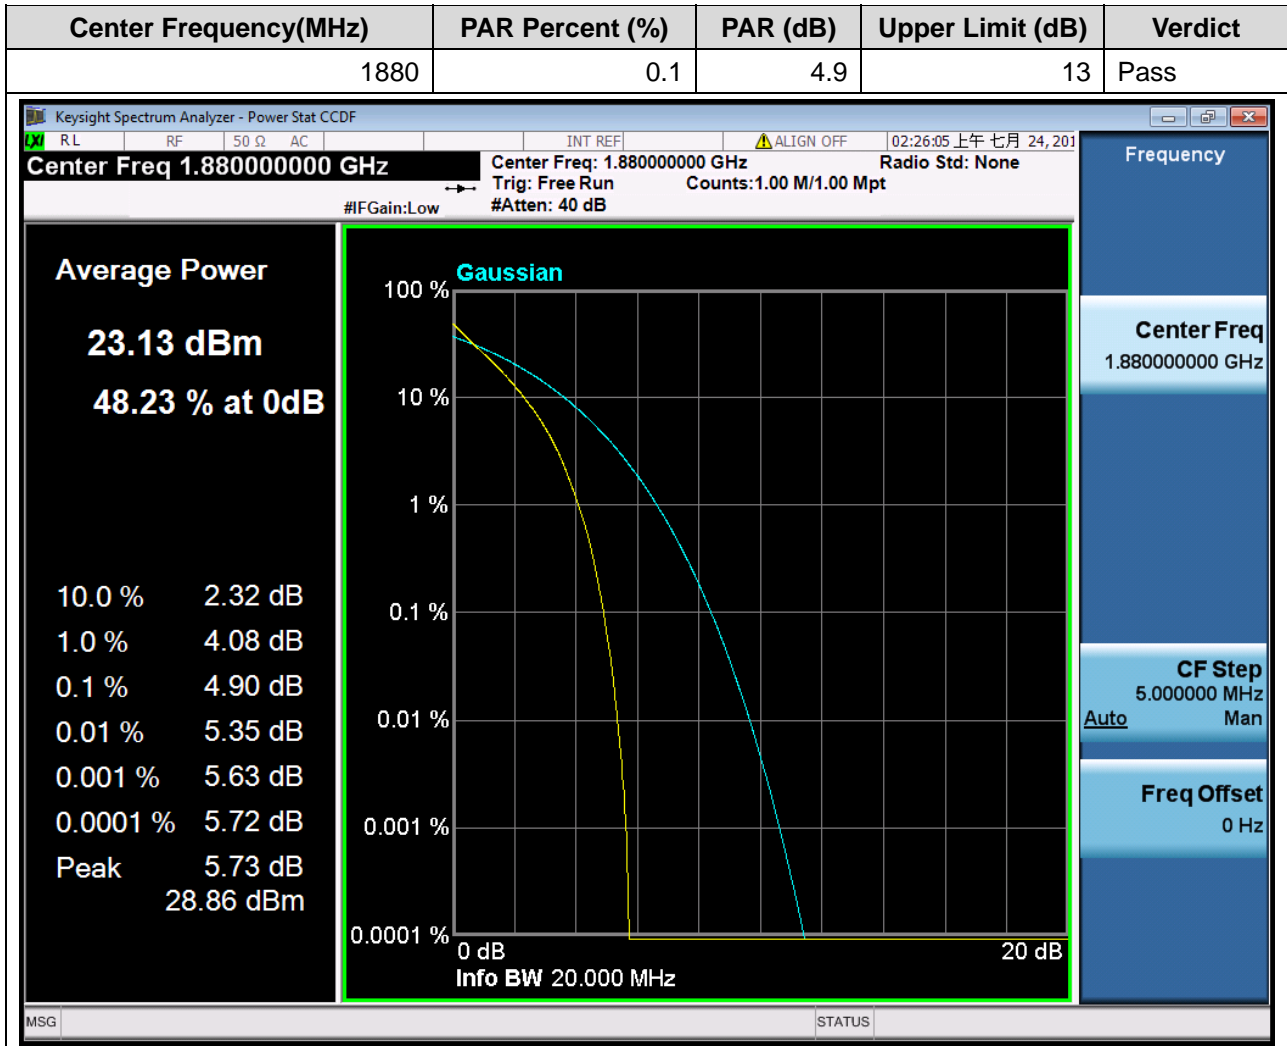 Center Frequency(MHz) PAR Percent (%) PAR (dB) Upper Limit (dB) Verdict
1880 0.1 4.9 13 Pass
Keysight Spectrum Analyzer - Power Stat CCDF
LXI RL RF 50 Ω AC INT REF ALIGN OFF 02:26:05 上午 七月 24, 201
Center Freq 1.880000000 GHz
Center Freq: 1.880000000 GHz Radio Std: None
Trig: Free Run Counts:1.00 M/1.00 Mpt
#IFGain:Low #Atten: 40 dB
Average Power
23.13 dBm
48.23 % at 0dB
10.0 % 2.32 dB
1.0 % 4.08 dB
0.1 % 4.90 dB
0.01 % 5.35 dB
0.001 % 5.63 dB
0.0001 % 5.72 dB
Peak 5.73 dB
28.86 dBm
Gaussian
100 %
10 %
1 %
0.1 %
0.01 %
0.001 %
0.0001 %
0 dB 20 dB
Info BW 20.000 MHz
Frequency
Center Freq
1.880000000 GHz
CF Step
5.000000 MHz
Auto Man
Freq Offset
0 Hz
MSG STATUS